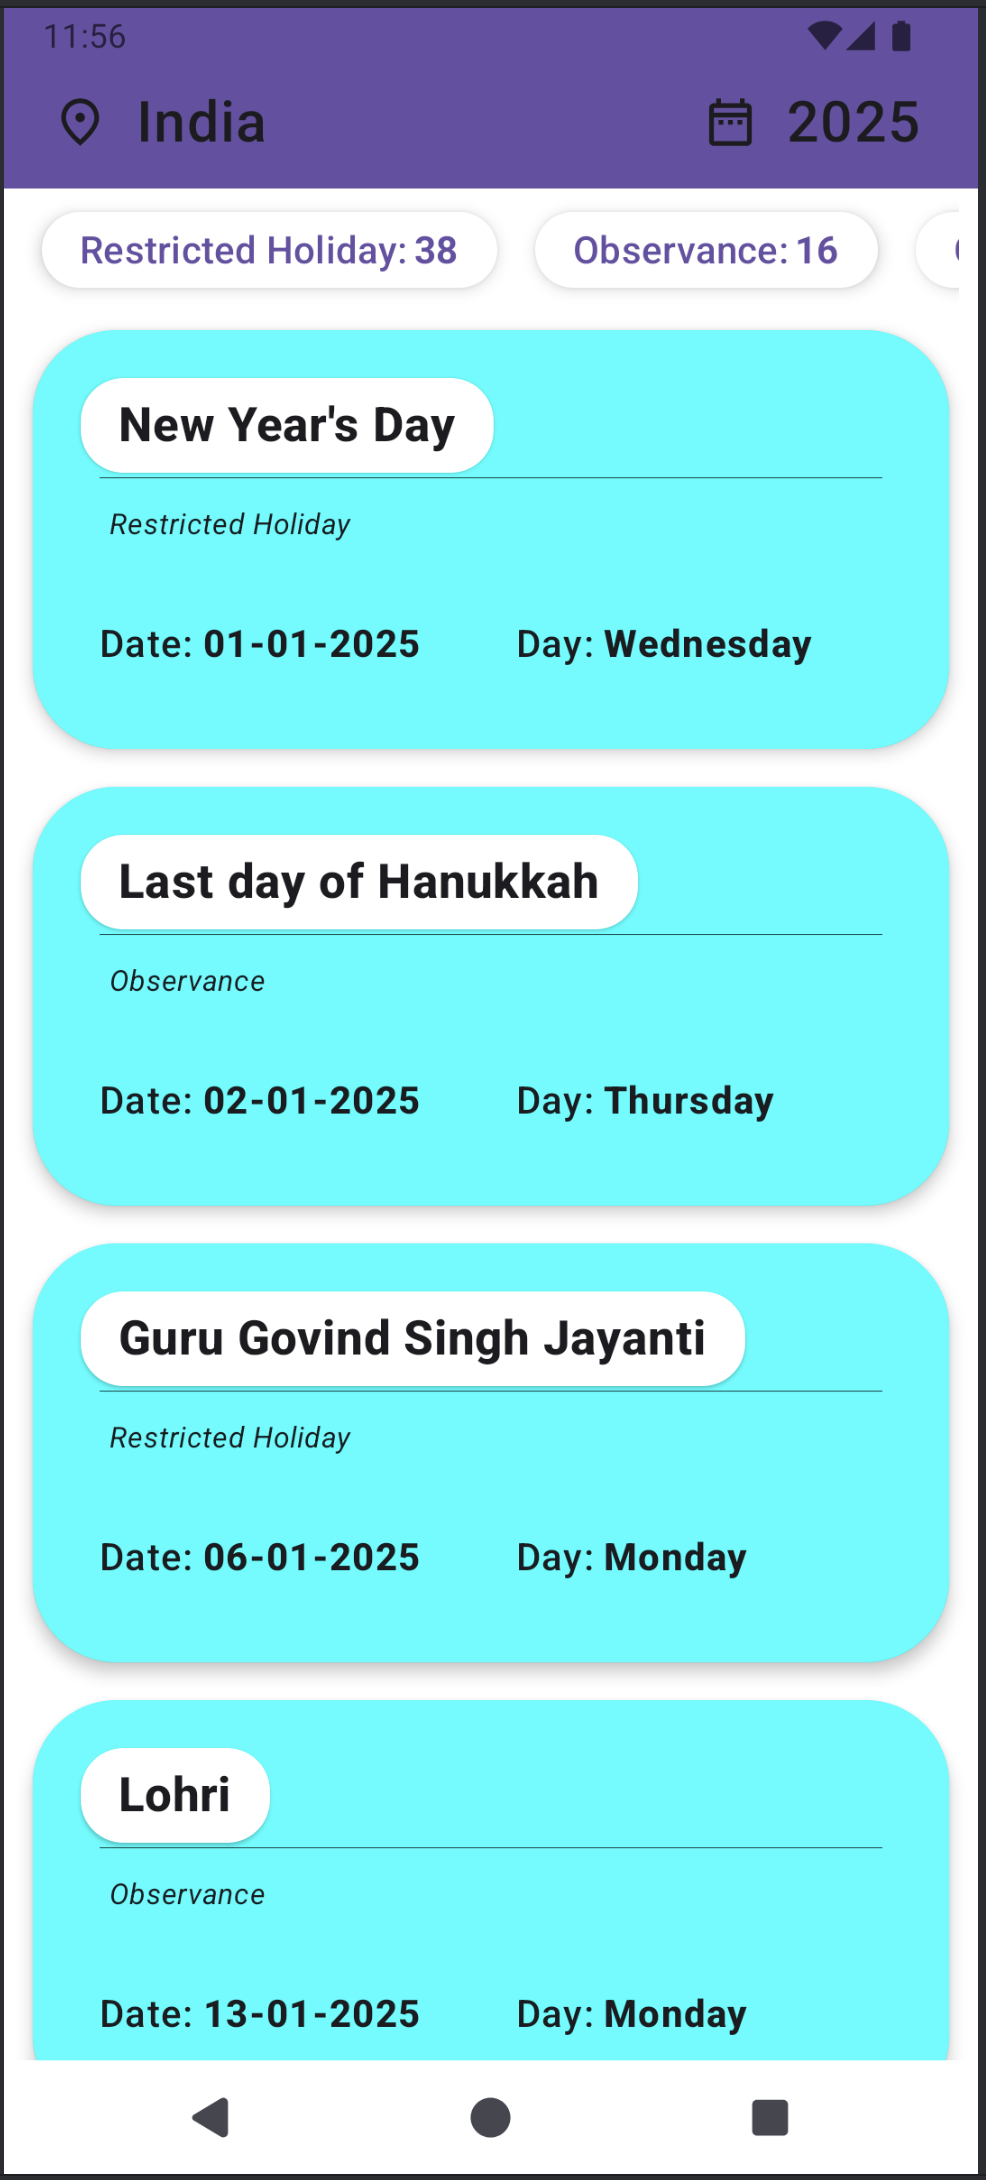 11:56
India 2025
Restricted Holiday: 38 Observance: 16
New Year's Day
Restricted Holiday
Date: 01-01-2025 Day: Wednesday
Last day of Hanukkah
Observance
Date: 02-01-2025 Day: Thursday
Guru Govind Singh Jayanti
Restricted Holiday
Date: 06-01-2025 Day: Monday
Lohri
Observance
Date: 13-01-2025 Day: Monday